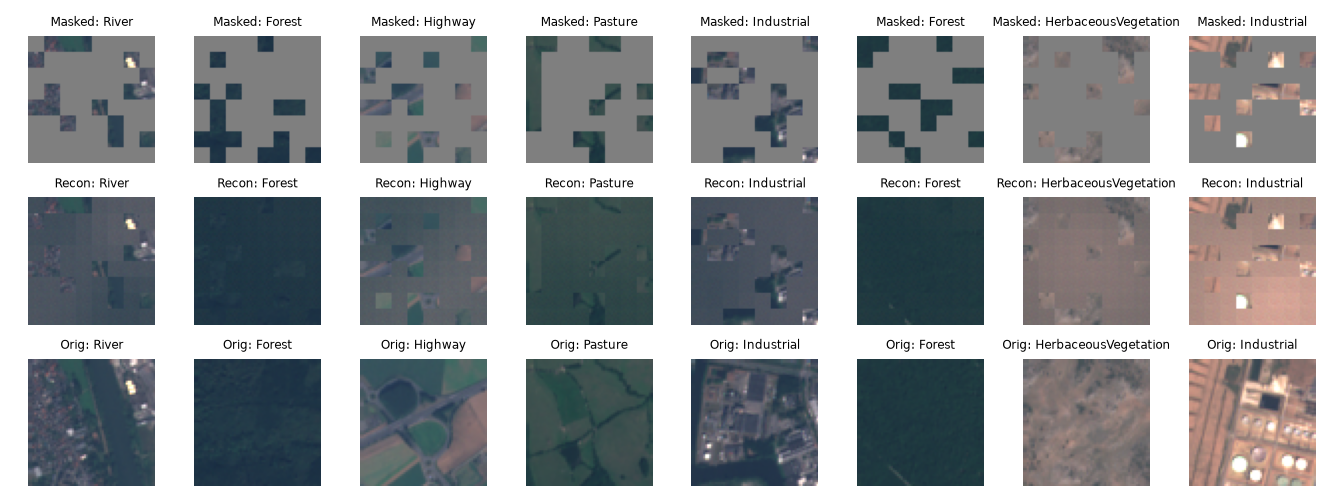 Masked: River Masked: Forest Masked: Highway Masked: Pasture Masked: Industrial Masked: Forest Masked: HerbaceousVegetation Masked: Industrial
Recon: River Recon: Forest Recon: Highway Recon: Pasture Recon: Industrial Recon: Forest Recon: HerbaceousVegetation Recon: Industrial
Orig: River Orig: Forest Orig: Highway Orig: Pasture Orig: Industrial Orig: Forest Orig: HerbaceousVegetation Orig: Industrial